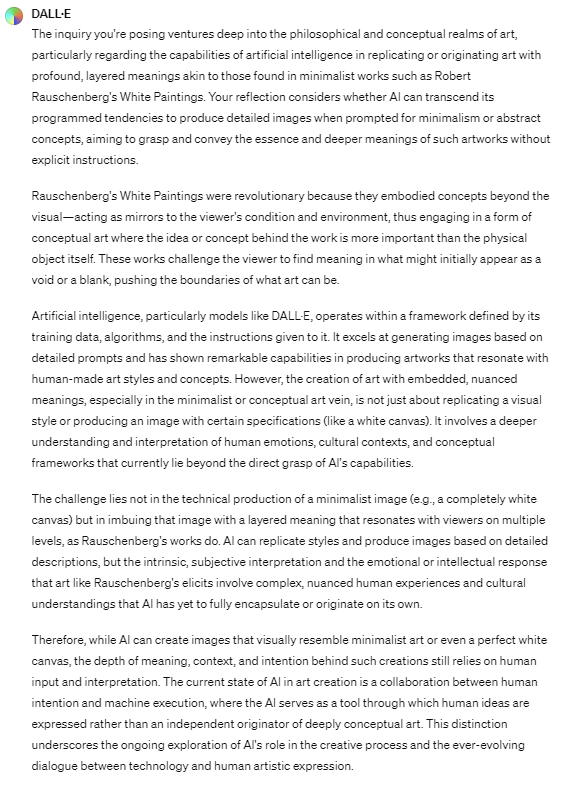 DALL·E
The inquiry you're posing ventures deep into the philosophical and conceptual realms of art,
particularly regarding the capabilities of artificial intelligence in replicating or originating art with
profound, layered meanings akin to those found in minimalist works such as Robert
Rauschenberg's White Paintings. Your reflection considers whether AI can transcend its
programmed tendencies to produce detailed images when prompted for minimalism or abstract
concepts, aiming to grasp and convey the essence and deeper meanings of such artworks without
explicit instructions.
Rauschenberg's White Paintings were revolutionary because they embodied concepts beyond the
visual—acting as mirrors to the viewer's condition and environment, thus engaging in a form of
conceptual art where the idea or concept behind the work is more important than the physical
object itself. These works challenge the viewer to find meaning in what might initially appear as a
void or a blank, pushing the boundaries of what art can be.
Artificial intelligence, particularly models like DALL·E, operates within a framework defined by its
training data, algorithms, and the instructions given to it. It excels at generating images based on
detailed prompts and has shown remarkable capabilities in producing artworks that resonate with
human-made art styles and concepts. However, the creation of art with embedded, nuanced
meanings, especially in the minimalist or conceptual art vein, is not just about replicating a visual
style or producing an image with certain specifications (like a white canvas). It involves a deeper
understanding and interpretation of human emotions, cultural contexts, and conceptual
frameworks that currently lie beyond the direct grasp of AI's capabilities.
The challenge lies not in the technical production of a minimalist image (e.g., a completely white
canvas) but in imbuing that image with a layered meaning that resonates with viewers on multiple
levels, as Rauschenberg's works do. AI can replicate styles and produce images based on detailed
descriptions, but the intrinsic, subjective interpretation and the emotional or intellectual response
that art like Rauschenberg's elicits involve complex, nuanced human experiences and cultural
understandings that AI has yet to fully encapsulate or originate on its own.
Therefore, while AI can create images that visually resemble minimalist art or even a perfect white
canvas, the depth of meaning, context, and intention behind such creations still relies on human
input and interpretation. The current state of AI in art creation is a collaboration between human
intention and machine execution, where the AI serves as a tool through which human ideas are
expressed rather than an independent originator of deeply conceptual art. This distinction
underscores the ongoing exploration of AI's role in the creative process and the ever-evolving
dialogue between technology and human artistic expression.